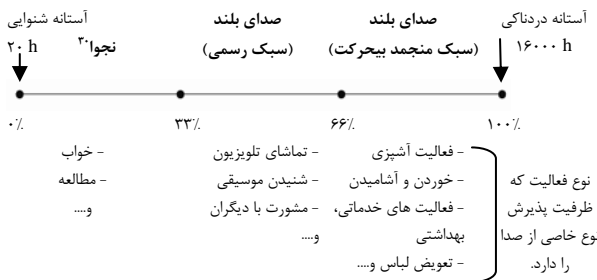 آستانه دردناکی
صدای بلند
صدای بلند
آستانه شنوایی
۱۶۰۰۰ h
(سبک منجمد بیحرکت)
(سبک رسمی)
نجوا۳۰
۲۰ h
۰٪
۳۳٪
۶۶٪
۱۰۰٪
- خواب
- مطالعه
و....
- تماشای تلویزیون
- شنیدن موسیقی
- مشورت با دیگران
و....
- فعالیت آشپزی
- خوردن و آشامیدن
- فعالیت های خدماتی،
بهداشتی
- تعویض لباس و....
نوع فعالیت که
ظرفیت پذیرش
نوع خاصی از صدا
را دارد.